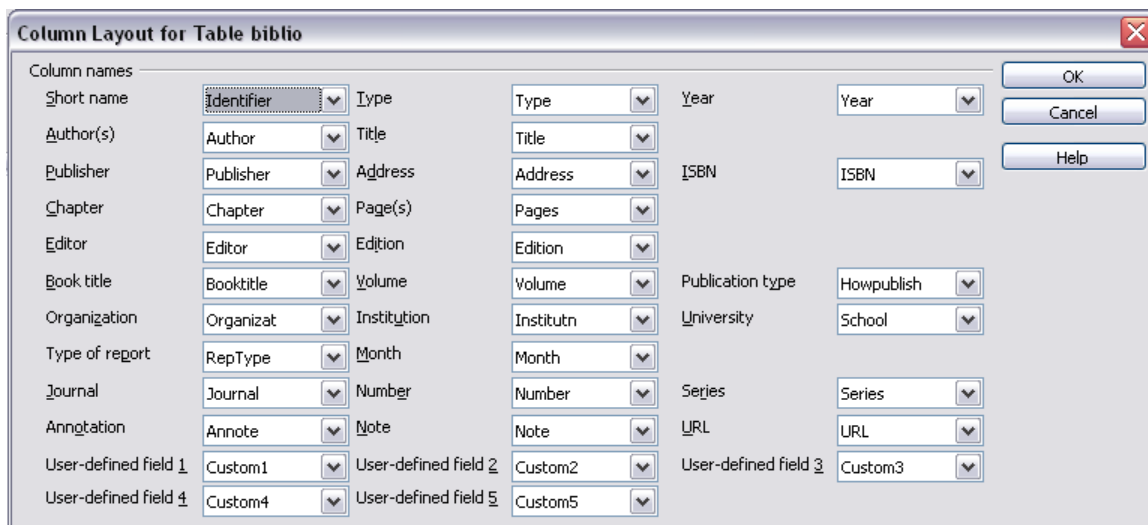 Column Layout for Table biblio
Column names
OK
Short name Identifier Type Type Year Year
Cancel
Author(s) Author Title Title
Help
Publisher Publisher Address Address ISBN ISBN
Chapter Chapter Page(s) Pages
Editor Editor Edition Edition
Book title Booktitle Volume Volume Publication type Howpublish
Organization Organizat Institution Institutn University School
Type of report RepType Month Month
Journal Journal Number Number Series Series
Annotation Annote Note Note URL URL
User-defined field 1 Custom1 User-defined field 2 Custom2 User-defined field 3 Custom3
User-defined field 4 Custom4 User-defined field 5 Custom5